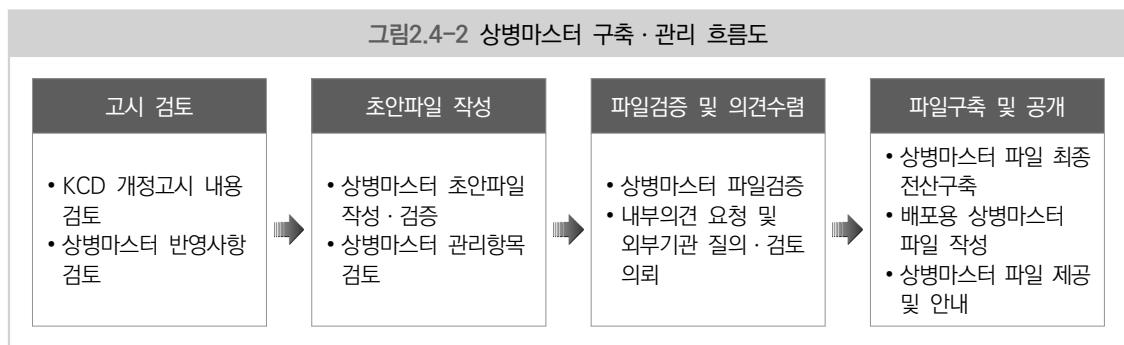 그림2.4-2 상병마스터 구축·관리 흐름도
고시 검토
• KCD 개정고시 내용
검토
• 상병마스터 반영사항
검토
초안파일 작성
• 상병마스터 초안파일
작성·검증
• 상병마스터 관리항목
검토
파일검증 및 의견수렴
• 상병마스터 파일검증
• 내부의견 요청 및
외부기관 질의·검토
의뢰
파일구축 및 공개
• 상병마스터 파일 최종
전산구축
• 배포용 상병마스터
파일 작성
• 상병마스터 파일 제공
및 안내